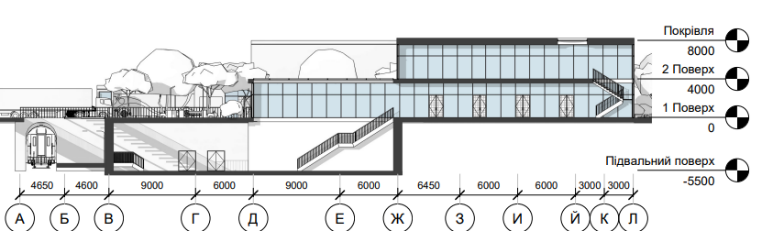 Покрівля
8000
2 Поверх
4000
1 Поверх
0
Підвальний поверх
-5500
4650 4600 9000 6000 9000 6000 6450 6000 6000 3000 3000
А Б В Г Д Е Ж З И Й К Л